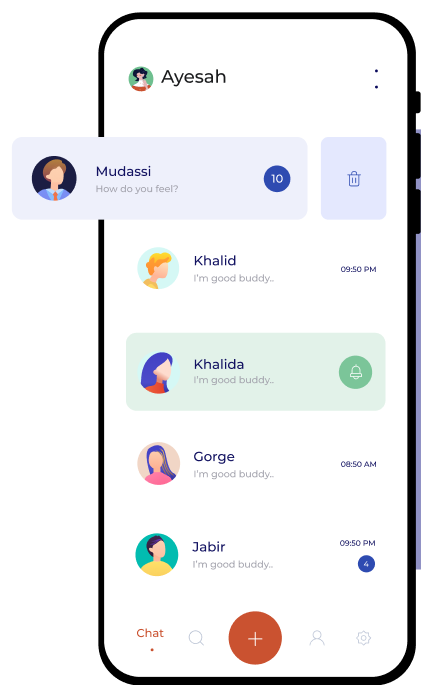 Ayesah
Mudassi
How do you feel?
10
Khalid
I'm good buddy..
09:50 PM
Khalida
I'm good buddy..
Gorge
I'm good buddy..
08:50 AM
Jabir
I'm good buddy..
09:50 PM
4
Chat